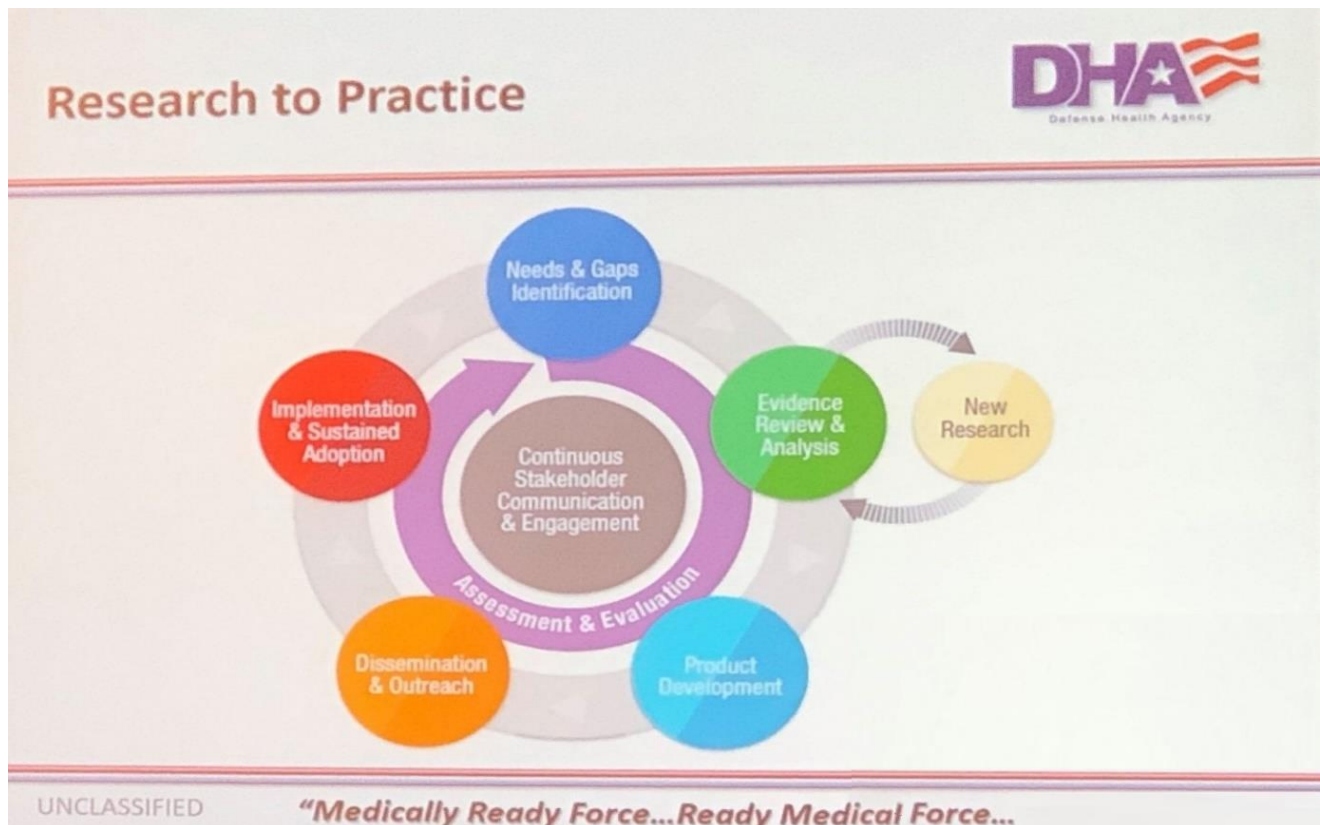 Research to Practice
DHA
Defense Health Agency
Needs & Gaps
Identification
Evidence
Review &
Analysis
New
Research
Product
Development
Dissemination
& Outreach
Implementation
& Sustained
Adoption
Continuous
Stakeholder
Communication
& Engagement
Assessment & Evaluation
UNCLASSIFIED
“Medically Ready Force...Ready Medical Force...